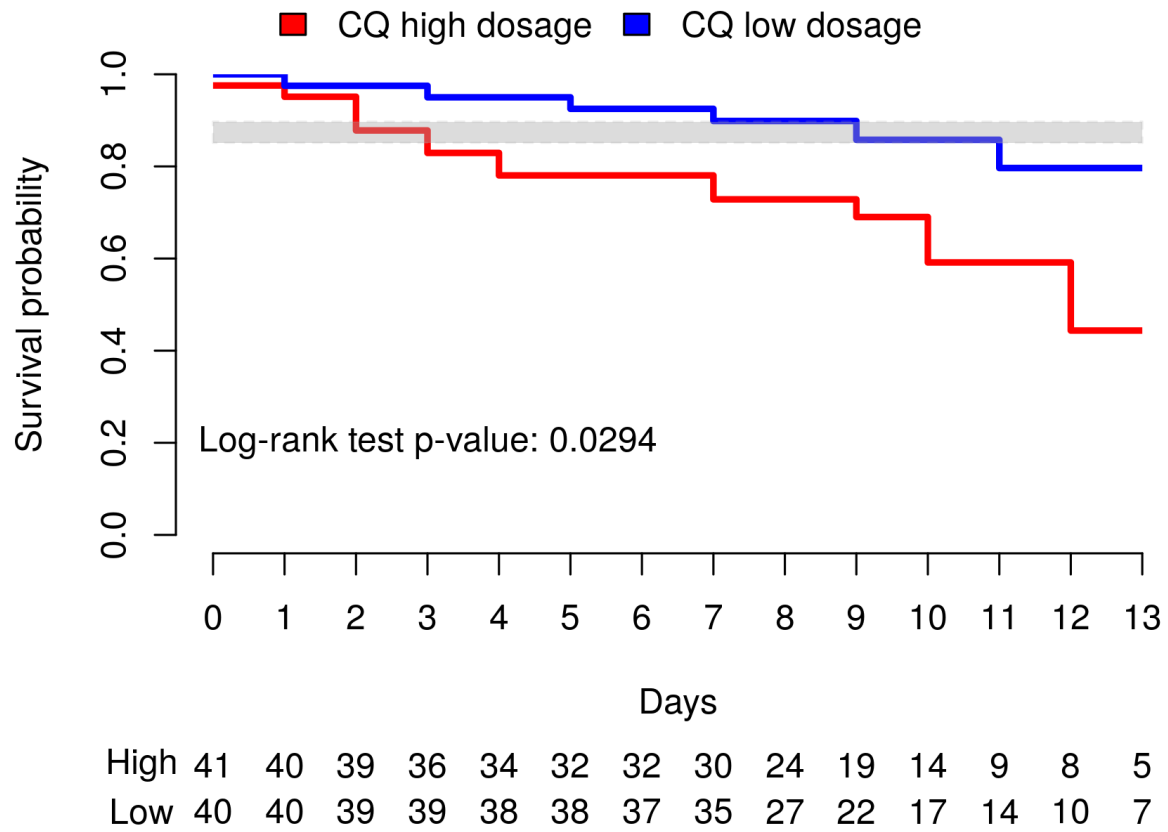 CQ high dosage CQ low dosage
Survival probability
1.0
0.8
0.6
0.4
0.2
0.0
Log-rank test p-value: 0.0294
0 1 2 3 4 5 6 7 8 9 10 11 12 13
Days
High 41 40 39 36 34 32 32 30 24 19 14 9 8 5
Low 40 40 39 39 38 38 37 35 27 22 17 14 10 7